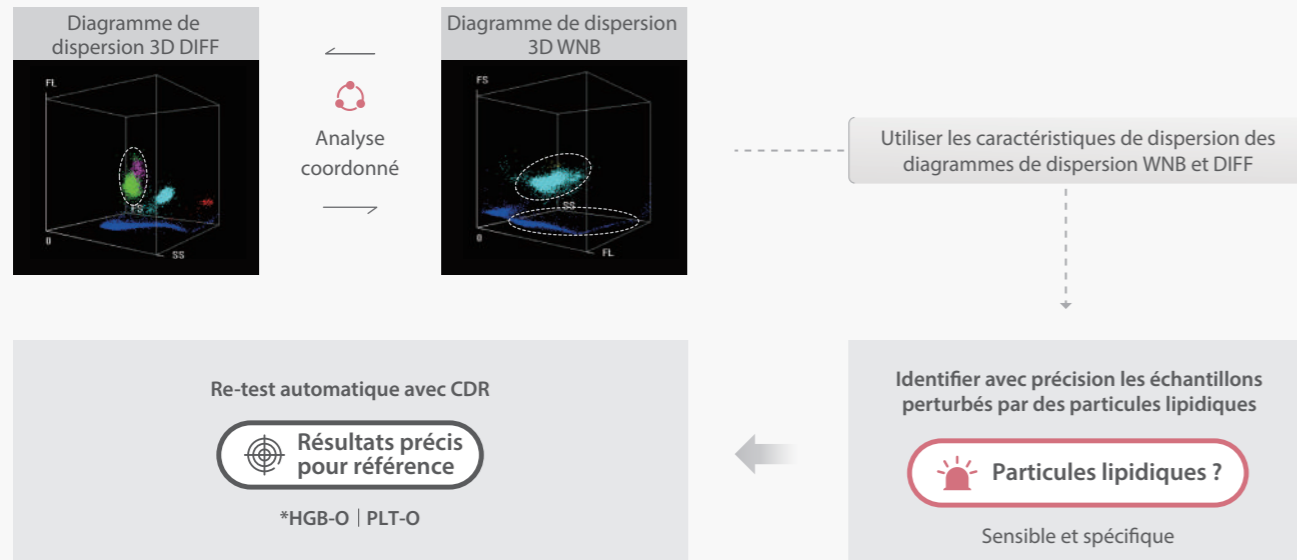 Diagramme de
dispersion 3D DIFF
FL
FS
0
SS
Analyse
coordonné
Diagramme de dispersion
3D WNB
FS
SS
0
FL
Utiliser les caractéristiques de dispersion des
diagrammes de dispersion WNB et DIFF
Identifier avec précision les échantillons
perturbés par des particules lipidiques
Particules lipidiques ?
Sensible et spécifique
Re-test automatique avec CDR
Résultats précis
pour référence
*HGB-O | PLT-O